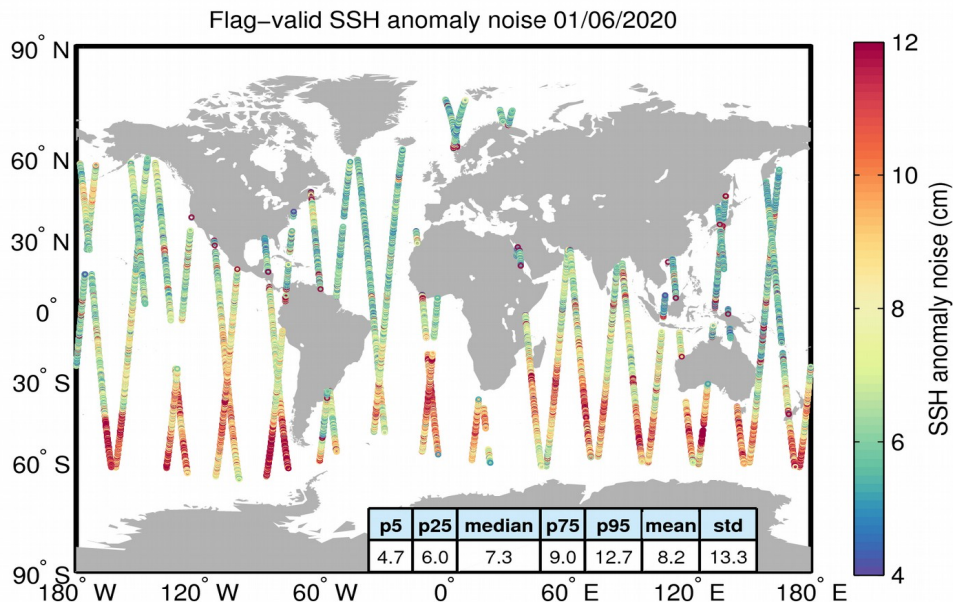 Flag−valid SSH anomaly noise 01/06/2020
90° N
60° N
30° N
0°
30° S
60° S
90° S
180° W 120° W 60° W 0° 60° E 120° E 180° E
p5 p25 median p75 p95 mean std
4.7 6.0 7.3 9.0 12.7 8.2 13.3
12
10
8
6
4
SSH anomaly noise (cm)